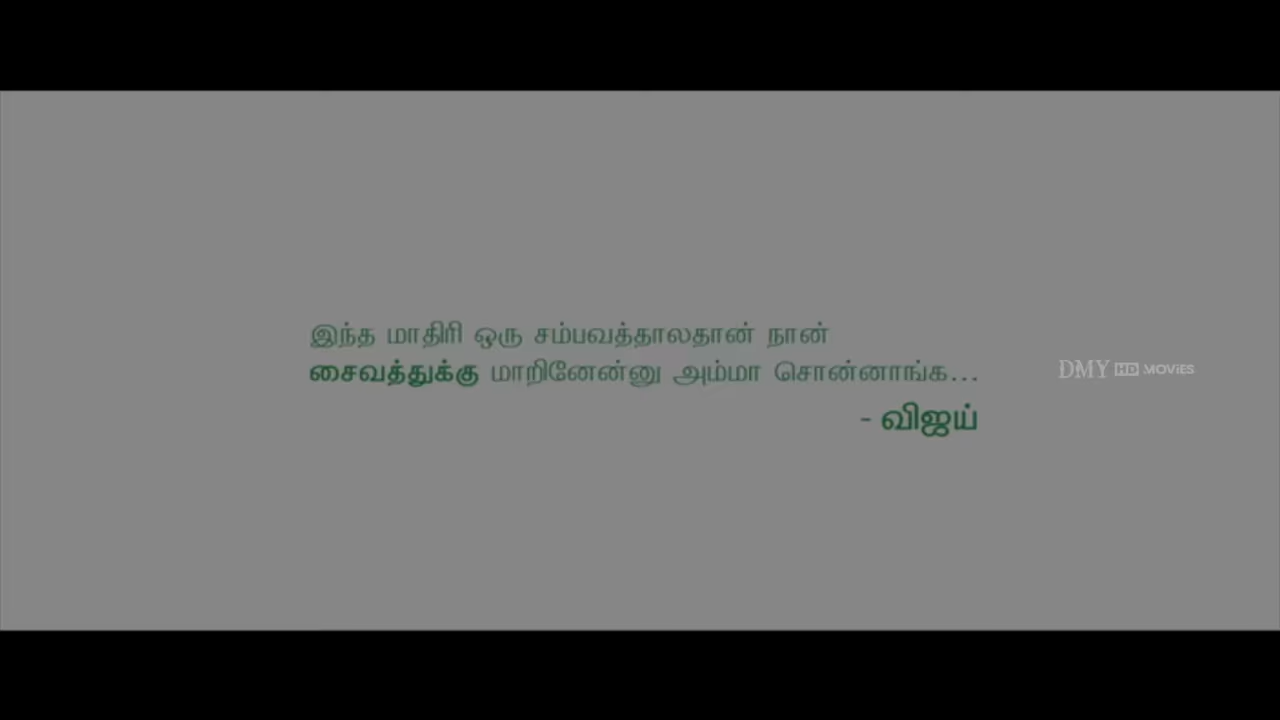 இந்த மாதிரி ஒரு சம்பவத்தாலதான் நான்
சைவத்துக்கு மாறினேன்னு அம்மா சொன்னாங்க...
- விஜய்
DMY HD MOViES